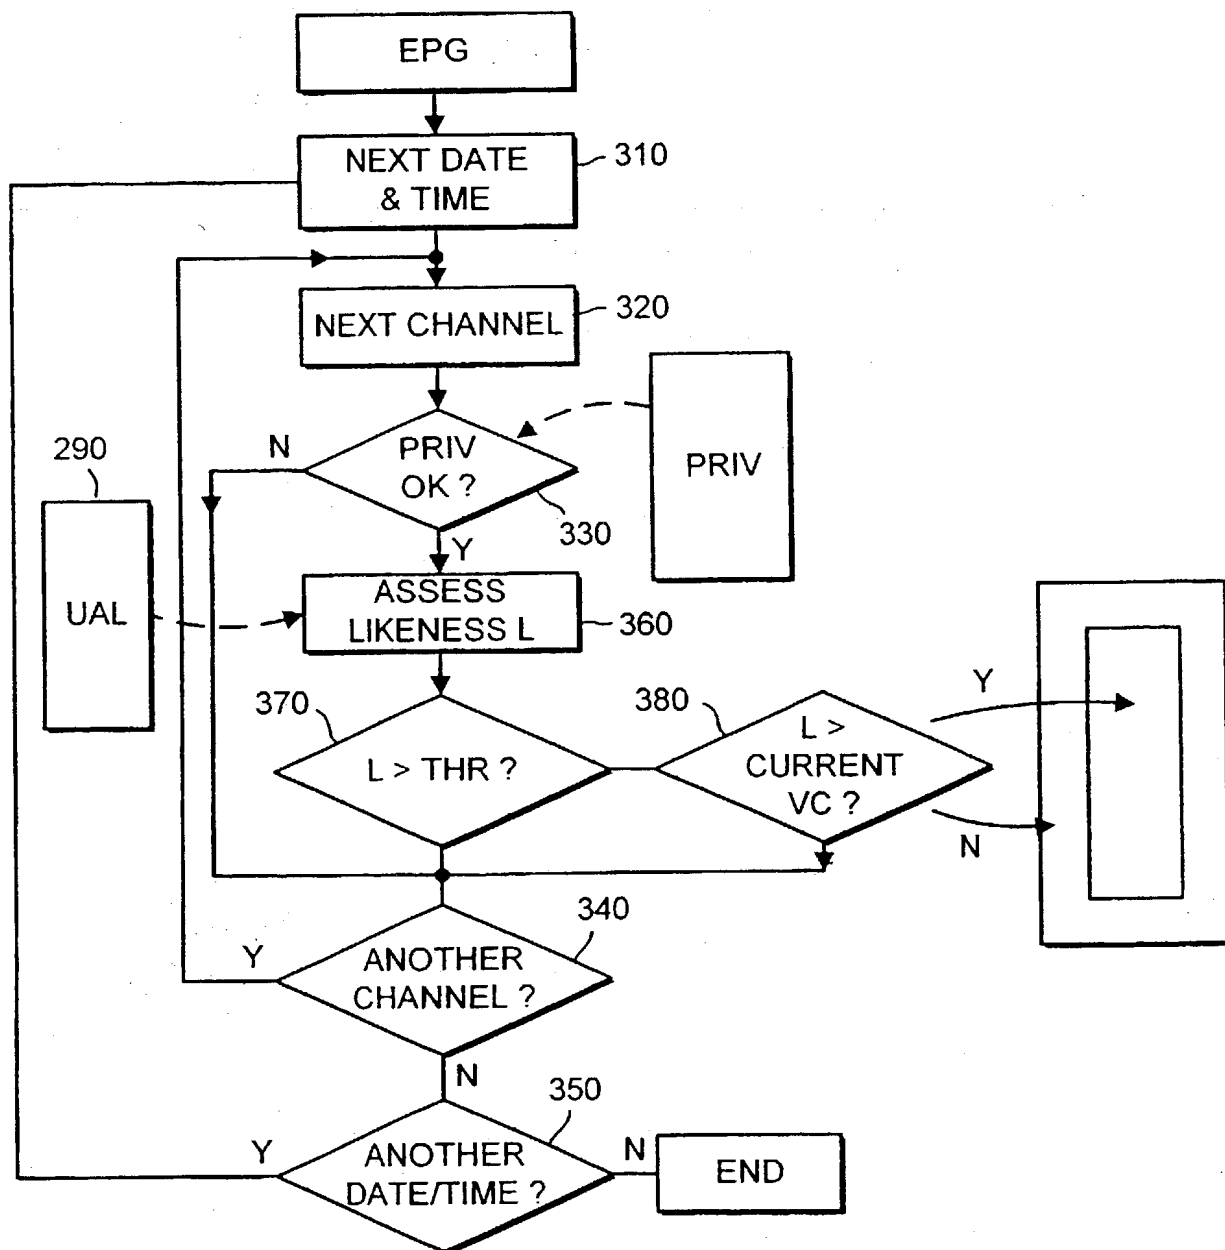 EPG
NEXT DATE
& TIME
310
NEXT CHANNEL
320
N
PRIV
OK ?
330
PRIV
290
UAL
Y
ASSESS
LIKENESS L
360
370
L > THR ?
380
L >
CURRENT
VC ?
Y
N
340
Y
ANOTHER
CHANNEL ?
N
350
Y
ANOTHER
DATE/TIME ?
N
END